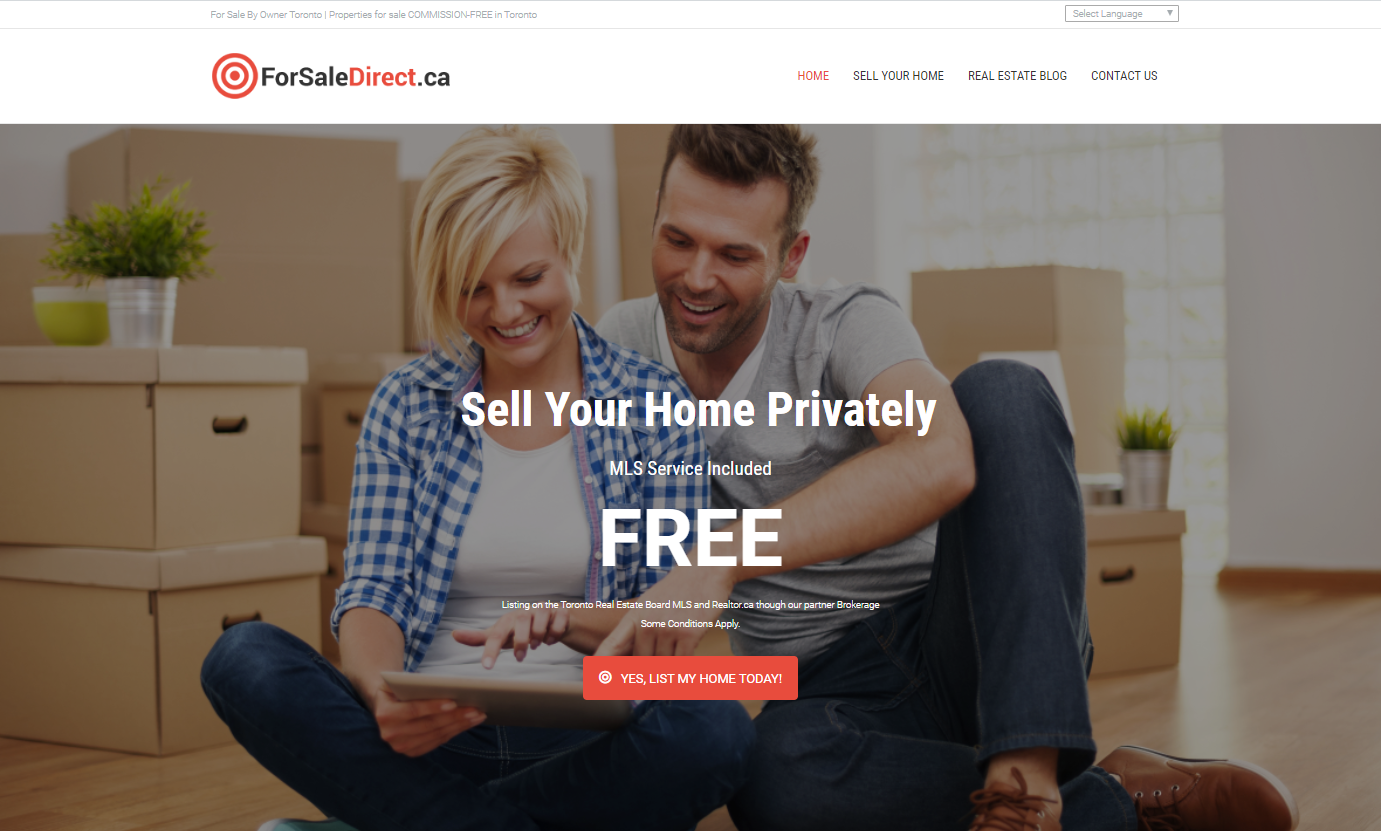 For Sale By Owner Toronto | Properties for sale COMMISSION-FREE in Toronto
Select Language
ForSaleDirect.ca
HOME
SELL YOUR HOME
REAL ESTATE BLOG
CONTACT US
Sell Your Home Privately
MLS Service Included
FREE
Listing on the Toronto Real Estate Board MLS and Realtor.ca though our partner Brokerage
Some Conditions Apply.
YES, LIST MY HOME TODAY!